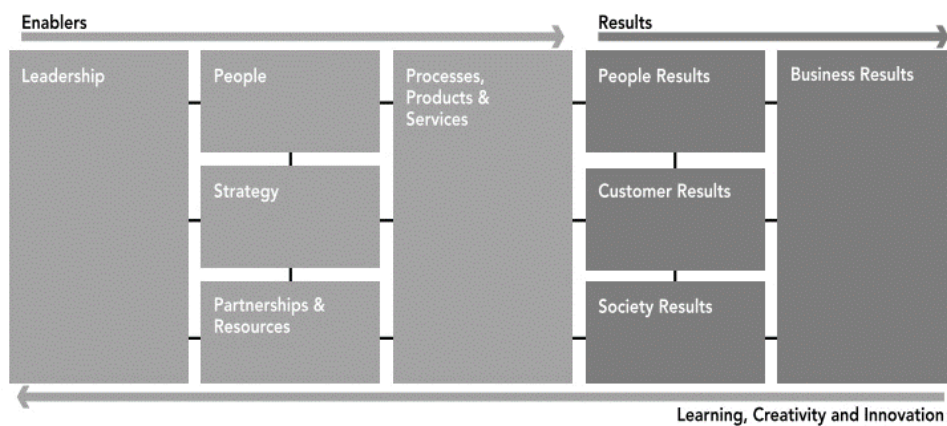 Enablers
Results
Leadership
People
Processes,
Products &
Services
People Results
Business Results
Strategy
Customer Results
Partnerships &
Resources
Society Results
Learning, Creativity and Innovation